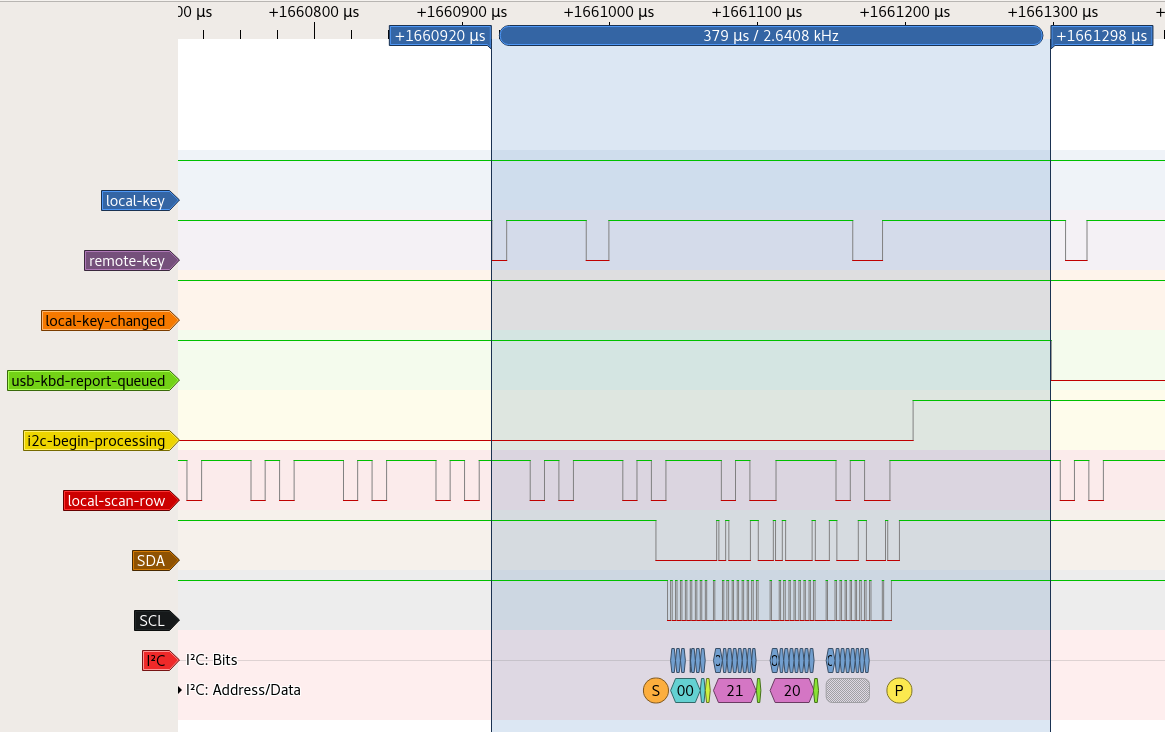 00 µs +1660800 µs +1660900 µs +1661000 µs +1661100 µs +1661200 µs +1661300 µs +
+1660920 µs 379 µs / 2.6408 kHz +1661298 µs
local-key
remote-key
local-key-changed
usb-kbd-report-queued
i2c-begin-processing
local-scan-row
SDA
SCL
I²C I²C: Bits 0 0 0
I²C: Address/Data S 00 21 20 P